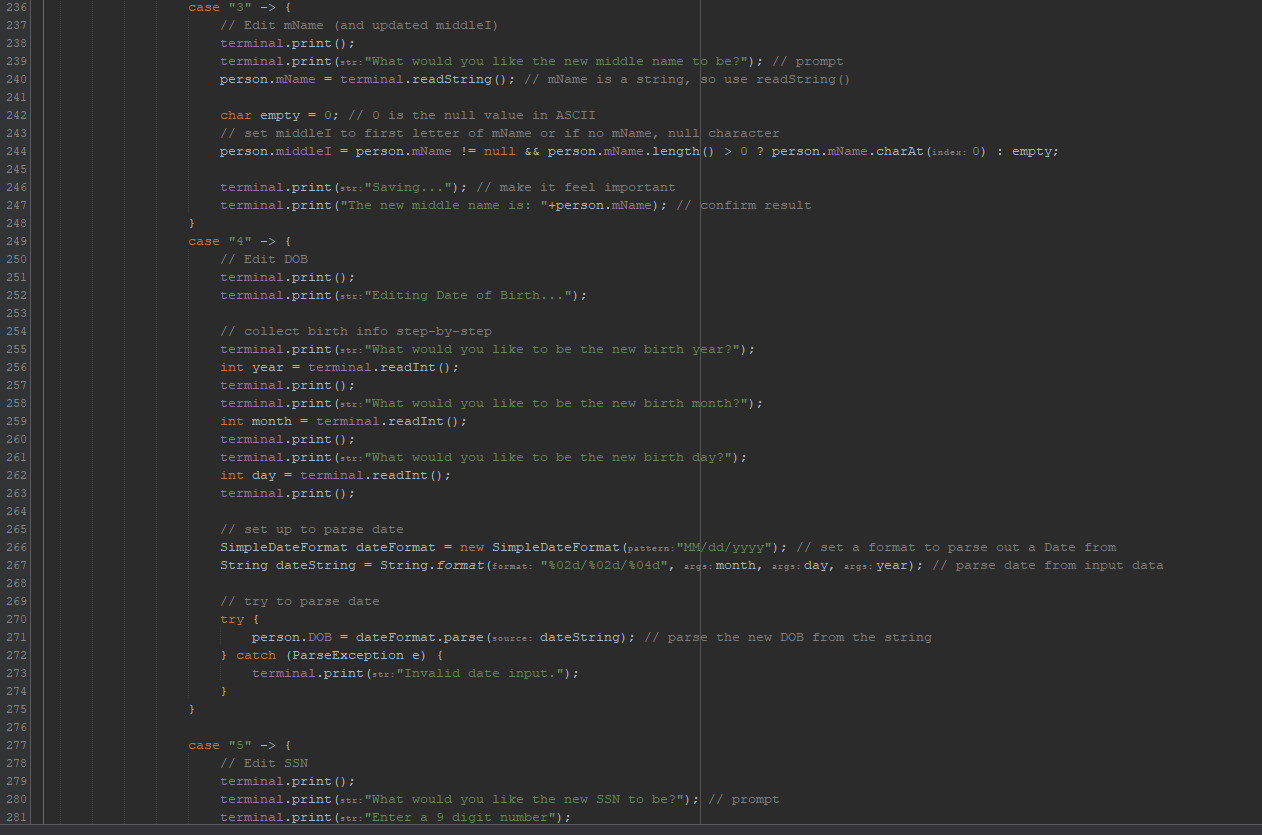 236 case "3" -> {
237 // Edit mName (and updated middleI)
238 terminal.print();
239 terminal.print(str:"What would you like the new middle name to be?"); // prompt
240 person.mName = terminal.readString(); // mName is a string, so use readString()
241
242 char empty = 0; // 0 is the null value in ASCII
243 // set middleI to first letter of mName or if no mName, null character
244 person.middleI = person.mName != null && person.mName.length() > 0 ? person.mName.charAt(index: 0) : empty;
245
246 terminal.print(str:"Saving..."); // make it feel important
247 terminal.print("The new middle name is: "+person.mName); // confirm result
248 }
249 case "4" -> {
250 // Edit DOB
251 terminal.print();
252 terminal.print(str:"Editing Date of Birth...");
253
254 // collect birth info step-by-step
255 terminal.print(str:"What would you like to be the new birth year?");
256 int year = terminal.readInt();
257 terminal.print();
258 terminal.print(str:"What would you like to be the new birth month?");
259 int month = terminal.readInt();
260 terminal.print();
261 terminal.print(str:"What would you like to be the new birth day?");
262 int day = terminal.readInt();
263 terminal.print();
264
265 // set up to parse date
266 SimpleDateFormat dateFormat = new SimpleDateFormat(pattern:"MM/dd/yyyy"); // set a format to parse out a Date from
267 String dateString = String.format(format: "%02d/%02d/%04d", args: month, args: day, args: year); // parse date from input data
268
269 // try to parse date
270 try {
271 person.DOB = dateFormat.parse(source: dateString); // parse the new DOB from the string
272 } catch (ParseException e) {
273 terminal.print(str:"Invalid date input.");
274 }
275 }
276
277 case "5" -> {
278 // Edit SSN
279 terminal.print();
280 terminal.print(str:"What would you like the new SSN to be?"); // prompt
281 terminal.print(str:"Enter a 9 digit number");